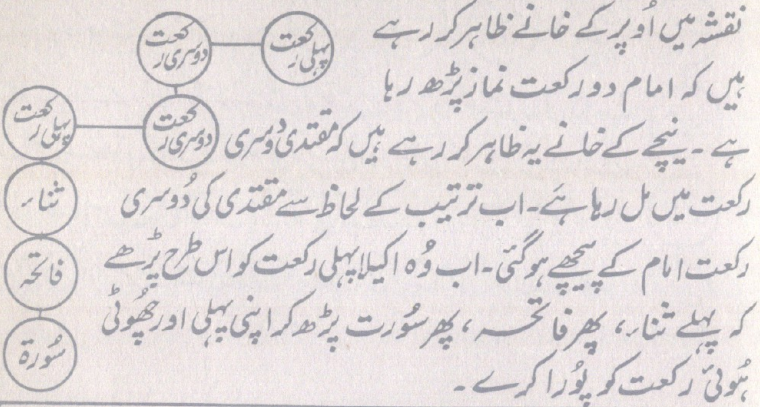 نقشہ میں اُوپر کے خانے ظاہر کر رہے
ہیں کہ امام دو رکعت نماز پڑھ رہا
ہے ۔ نیچے کے خانے یہ ظاہر کر رہے ہیں کہ مقتدی دوسری
رکعت میں مل رہا ہے۔ اب ترتیب کے لحاظ سے مقتدی کی دُوسری
رکعت امام کے پیچھے ہو گئی۔ اب وُہ اکیلا پہلی رکعت کو اس طرح پڑھے
کہ پہلے ثناء، پھر فاتحہ ، پھر سُورت پڑھ کر اپنی پہلی اور چھُوٹی
ہُوئی رکعت کو پُورا کرے ۔
پہلی رکعت
دوسری رکعت
دوسری رکعت
پہلی رکعت
ثناء
فاتحہ
سُورۃ